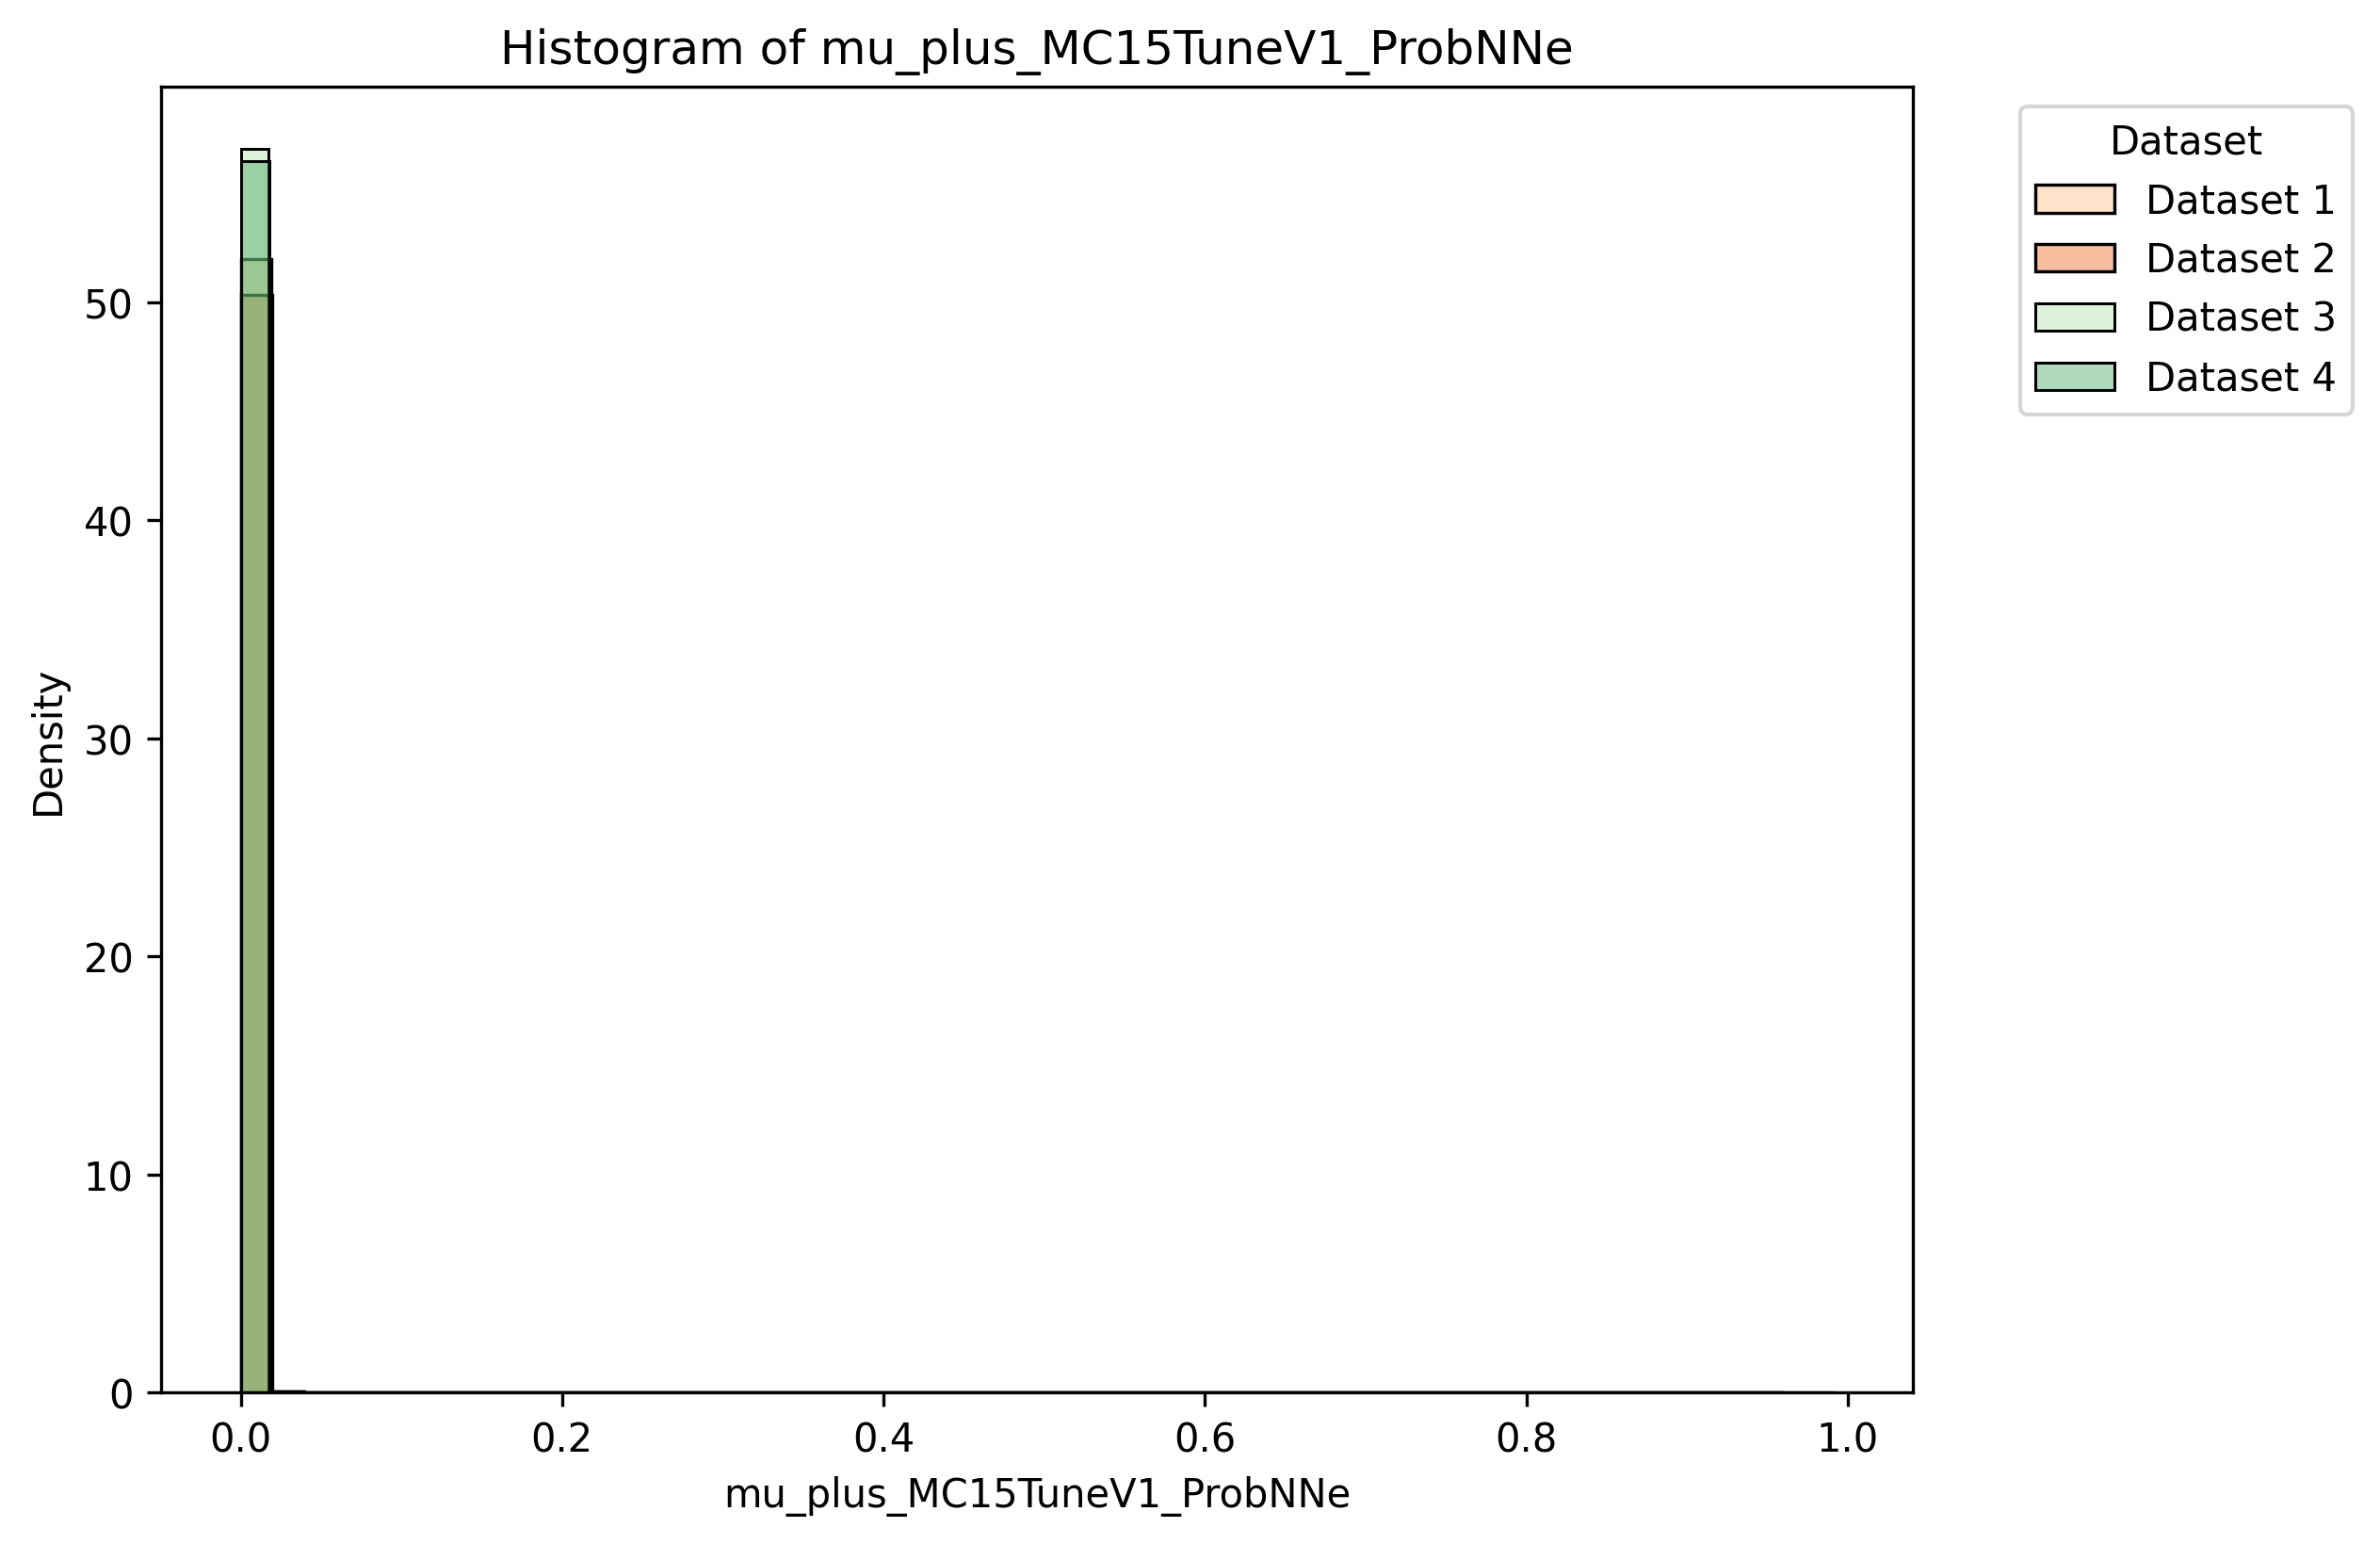 Histogram of mu_plus_MC15TuneV1_ProbNNe
Dataset
Dataset 1
Dataset 2
Dataset 3
Dataset 4
Density
50
40
30
20
10
0
0.0 0.2 0.4 0.6 0.8 1.0
mu_plus_MC15TuneV1_ProbNNe